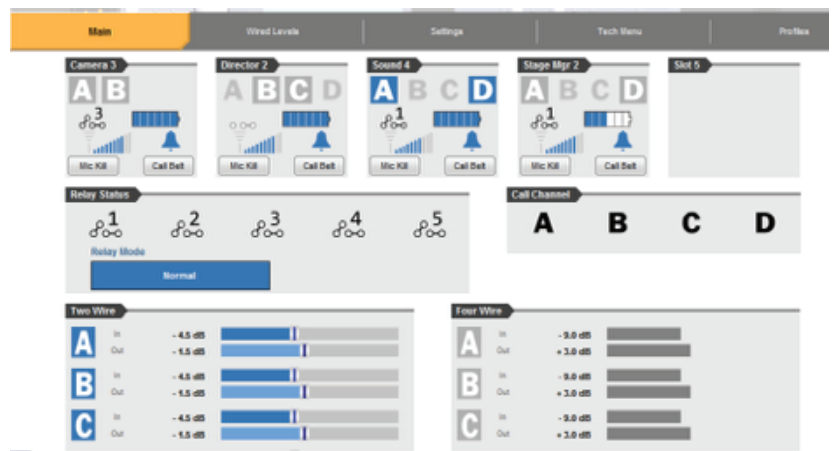 Main Wired Levels Settings Tech Menu Profiles
Camera 3 Director 2 Sound 4 Stage Mgr 2 Slot 5
A B A B C D A B C D A B C D
3 1 1
Mic Kill Call Belt Mic Kill Call Belt Mic Kill Call Belt Mic Kill Call Belt
Relay Status Call Channel
1 2 3 4 5 A B C D
Relay Mode
Normal
Two Wire Four Wire
A In - 4.5 dB A In - 9.0 dB
Out - 1.5 dB Out + 3.0 dB
B In - 4.5 dB B In - 9.0 dB
Out - 1.5 dB Out + 3.0 dB
C In - 4.5 dB C In - 9.0 dB
Out - 1.5 dB Out + 3.0 dB